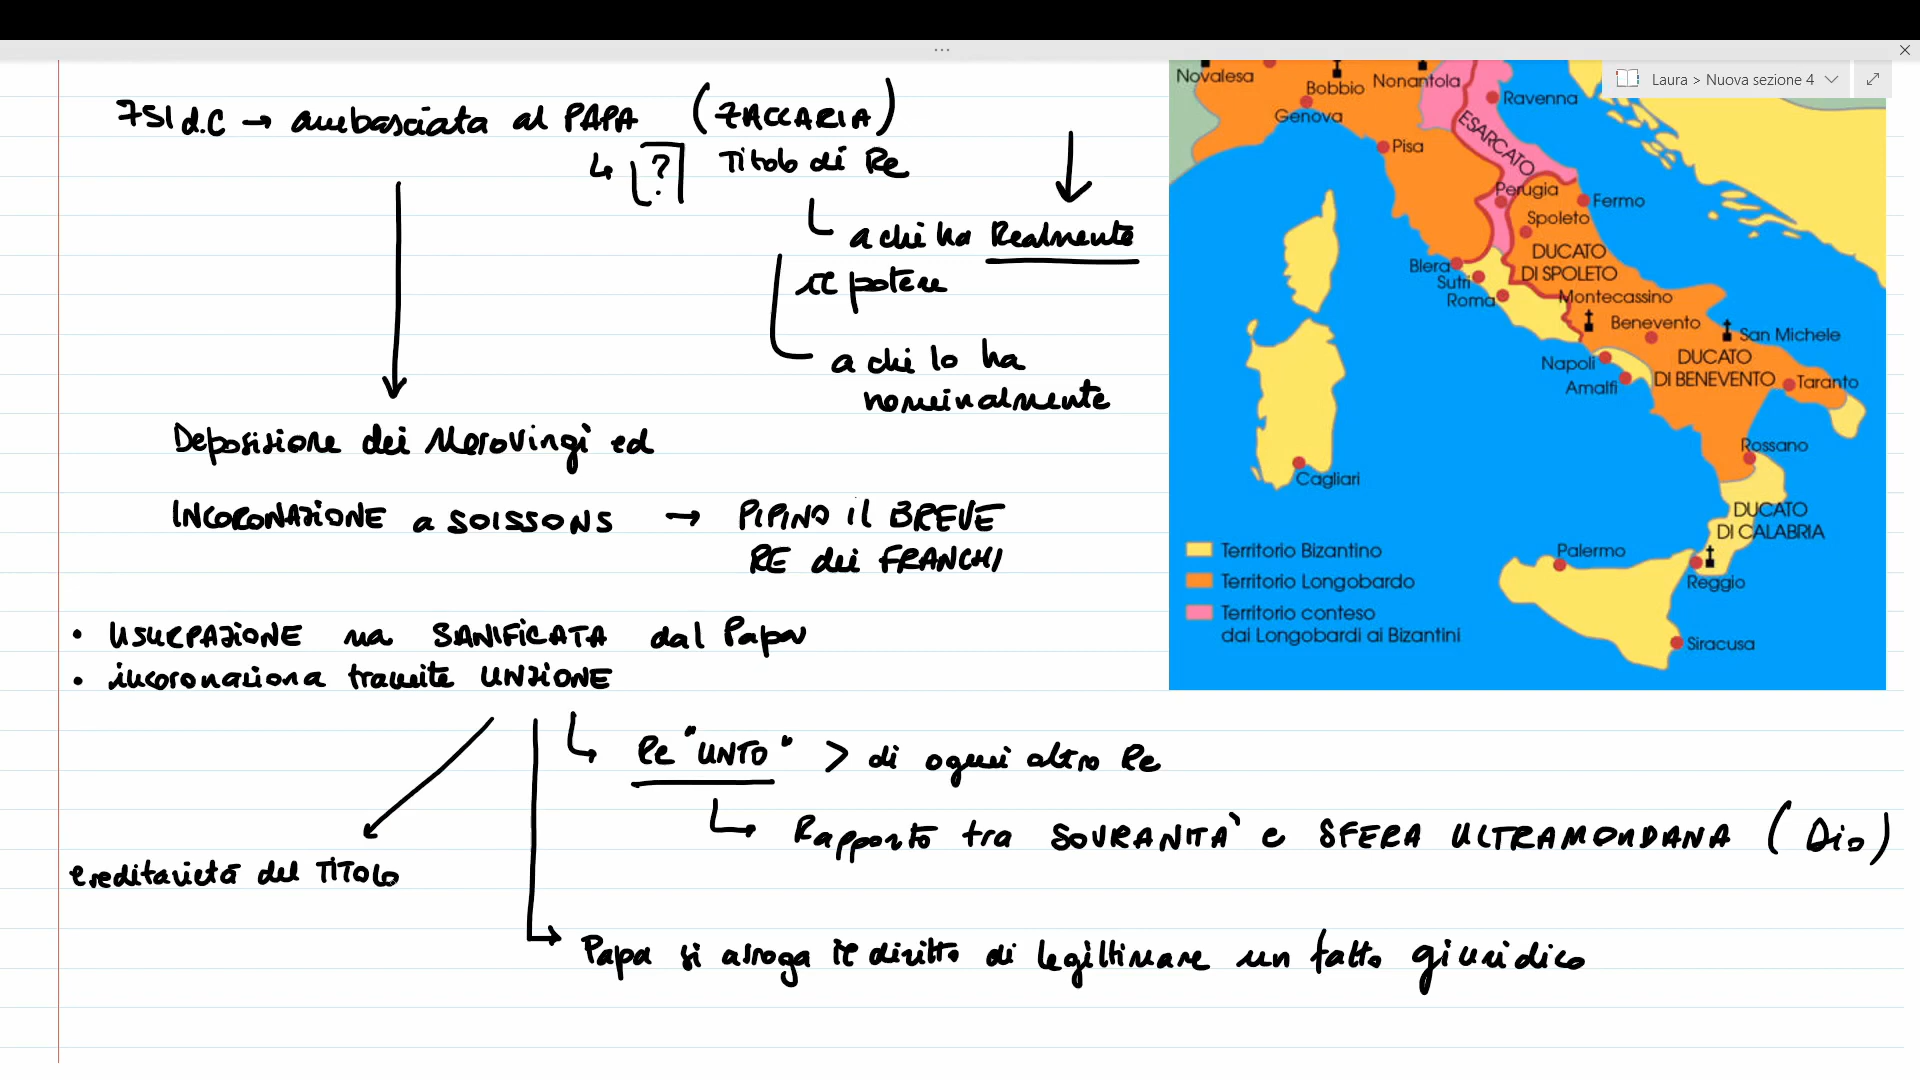 Laura > Nuova sezione 4
751 d.C → ambasciata al PAPA (ZACCARIA)
↳ ? Titolo di Re
a chi ha Realmente
il potere
a chi lo ha
nominalmente
Deposizione dei Merovingi ed
INCORONAZIONE a SOISSONS → PIPINO il BREVE
RE dei FRANCHI
• USURPAZIONE ma SANIFICATA dal Papa
• incoronaziona tramite UNZIONE
Re "UNTO" > di ogni altro Re
Rapporto tra SOVRANITÀ e SFERA ULTRAMONDANA (Dio)
ereditarietà del TITOLO
Papa si arroga il diritto di legittimare un fatto giuridico
Novalesa
Bobbio
Nonantola
Ravenna
Genova
ESARCATO
Pisa
Perugia
Fermo
Spoleto
DUCATO
DI SPOLETO
Blera
Sutri
Roma
Montecassino
Benevento
San Michele
Napoli
DUCATO
DI BENEVENTO
Amalfi
Taranto
Rossano
Cagliari
DUCATO
DI CALABRIA
Palermo
Reggio
Siracusa
Territorio Bizantino
Territorio Longobardo
Territorio conteso
dai Longobardi ai Bizantini